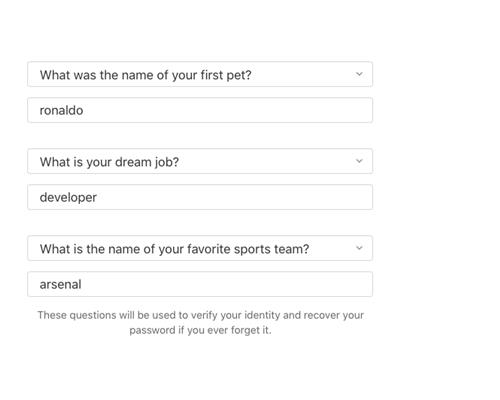 What was the name of your first pet?
ronaldo
What is your dream job?
developer
What is the name of your favorite sports team?
arsenal
These questions will be used to verify your identity and recover your
password if you ever forget it.